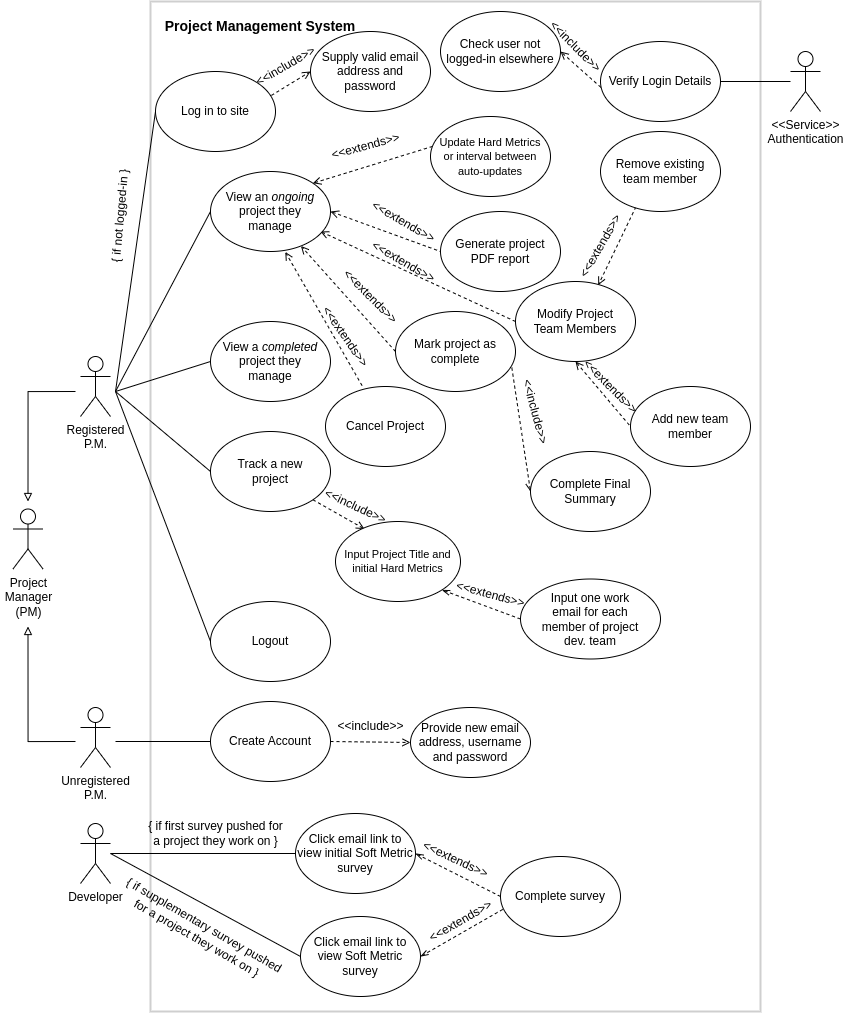 Project Management System
Supply valid email
address and
password
<<include>>
Log in to site
Check user not
logged-in elsewhere
<<include>>
Verify Login Details
<<Service>>
Authentication
{ if not logged-in }
<<extends>>
Update Hard Metrics
or interval between
auto-updates
Remove existing
team member
View an ongoing
project they
manage
<<extends>>
Generate project
PDF report
<<extends>>
<<extends>>
Modify Project
Team Members
<<extends>>
Mark project as
complete
<<extends>>
View a completed
project they
manage
<<extends>>
<<include>>
Add new team
member
Cancel Project
Registered
P.M.
Track a new
project
Complete Final
Summary
<<include>>
Input Project Title and
initial Hard Metrics
Project
Manager
(PM)
<<extends>>
Input one work
email for each
member of project
dev. team
Logout
Create Account
<<include>>
Provide new email
address, username
and password
Unregistered
P.M.
{ if first survey pushed for
a project they work on }
Click email link to
view initial Soft Metric
survey
<<extends>>
Complete survey
Developer
{ if supplementary survey pushed
for a project they work on }
<<extends>>
Click email link to
view Soft Metric
survey